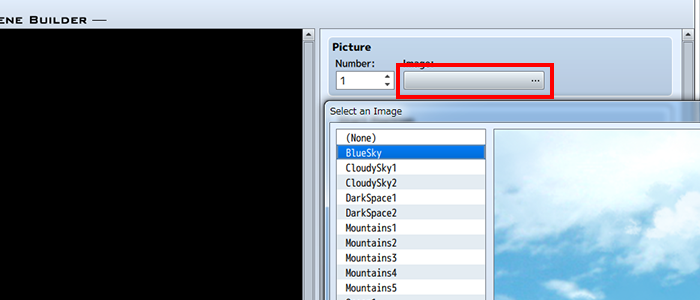 ENE BUILDER —
Picture
Number:
Image:
1
...
Select an Image
(None)
BlueSky
CloudySky1
CloudySky2
DarkSpace1
DarkSpace2
Mountains1
Mountains2
Mountains3
Mountains4
Mountains5